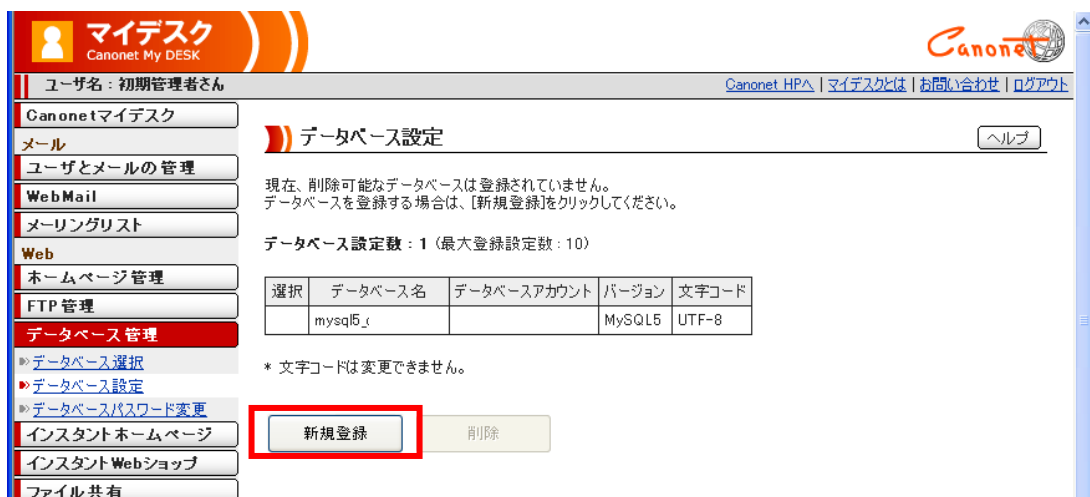 マイデスク
Canonet My DESK
Canonet
ユーザ名：初期管理者さん
Canonet HPへ | マイデスクとは | お問い合わせ | ログアウト
Canonetマイデスク
メール
ユーザとメールの管理
WebMail
メーリングリスト
Web
ホームページ管理
FTP管理
データベース管理
データベース選択
データベース設定
データベースパスワード変更
インスタントホームページ
インスタントWebショップ
ファイル共有
データベース設定
ヘルプ
現在、削除可能なデータベースは登録されていません。
データベースを登録する場合は、[新規登録]をクリックしてください。
データベース設定数：1（最大登録設定数：10）
選択 データベース名 データベースアカウント バージョン 文字コード
mysql5_ MySQL5 UTF-8
* 文字コードは変更できません。
新規登録 削除